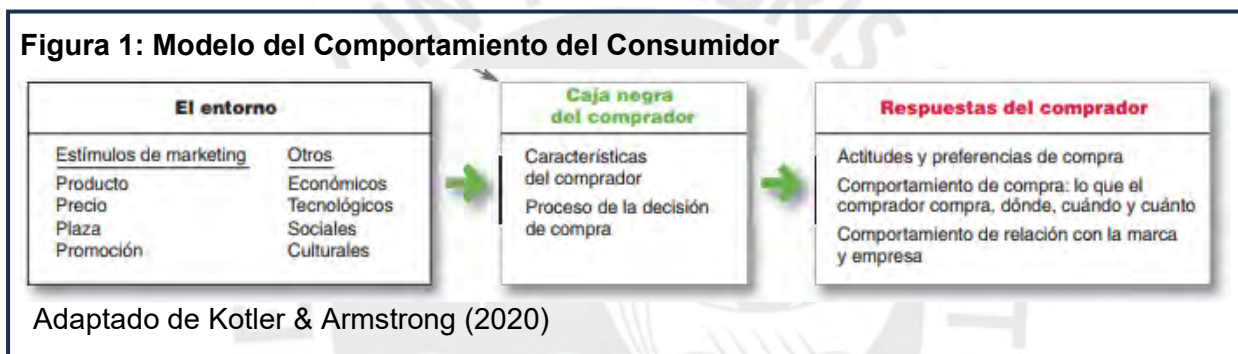 Figura 1: Modelo del Comportamiento del Consumidor
El entorno
Estímulos de marketing
Producto
Precio
Plaza
Promoción
Otros
Económicos
Tecnológicos
Sociales
Culturales
Caja negra
del comprador
Características
del comprador
Proceso de la decisión
de compra
Respuestas del comprador
Actitudes y preferencias de compra
Comportamiento de compra: lo que el
comprador compra, dónde, cuándo y cuánto
Comportamiento de relación con la marca
y empresa
Adaptado de Kotler & Armstrong (2020)